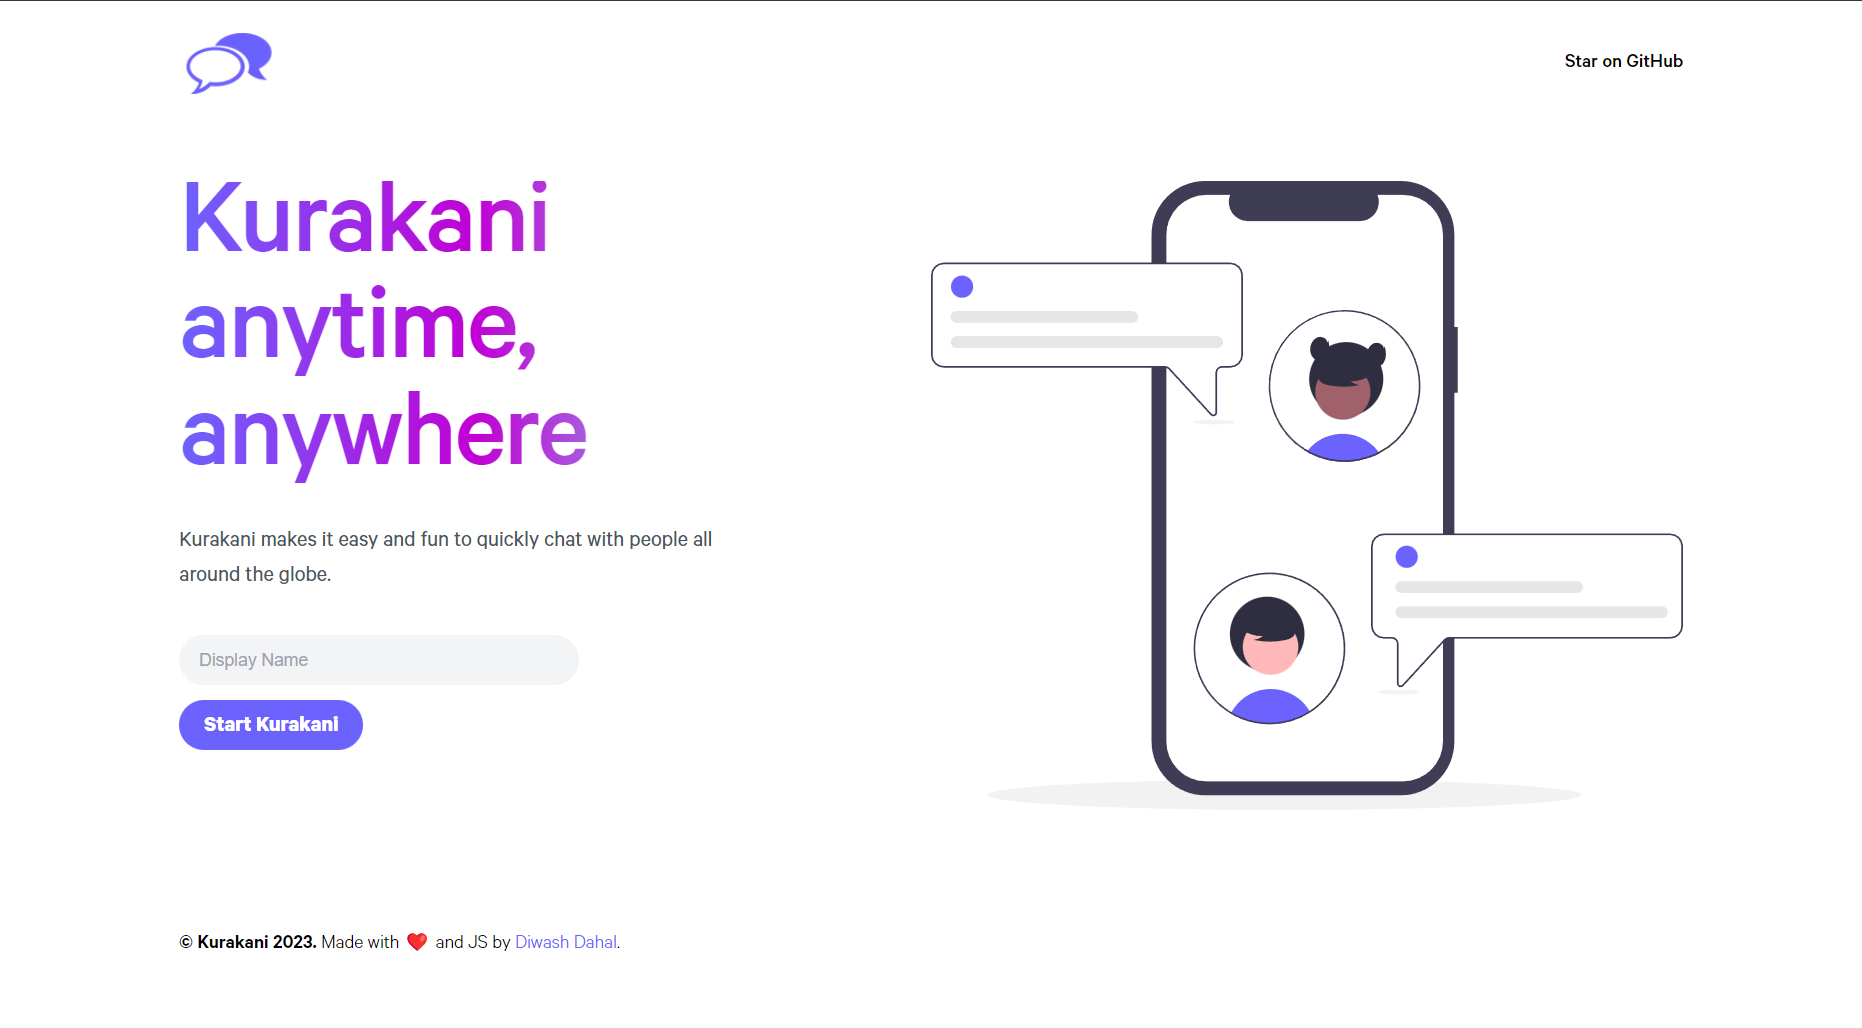 Star on GitHub
Kurakani
anytime,
anywhere
Kurakani makes it easy and fun to quickly chat with people all
around the globe.
Display Name
Start Kurakani
© Kurakani 2023. Made with ❤️ and JS by Diwash Dahal.